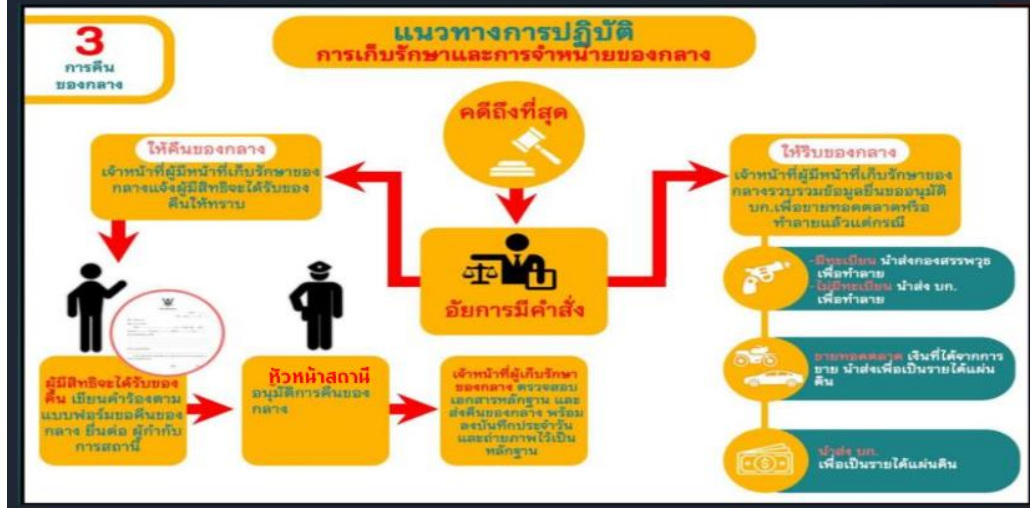 3
การคืน
ของกลาง
แนวทางการปฏิบัติ
การเก็บรักษาและการจำหน่ายของกลาง
คดีถึงที่สุด
ให้คืนของกลาง
เจ้าหน้าที่ผู้มีหน้าที่เก็บรักษาของ
กลางแจ้งผู้มีสิทธิจะได้รับของ
คืนให้ทราบ
ให้ริบของกลาง
เจ้าหน้าที่ผู้มีหน้าที่เก็บรักษาของ
กลางรวบรวมข้อมูลยื่นขออนุมัติ
บก.เพื่อขายทอดตลาดหรือ
ทำลายแล้วแต่กรณี
อัยการมีคำสั่ง
-มีทะเบียน นำส่งกองสรรพวุธ
เพื่อทำลาย
-ไม่มีทะเบียน นำส่ง บก.
เพื่อทำลาย
ผู้มีสิทธิจะได้รับของ
คืน เขียนคำร้องตาม
แบบฟอร์มขอคืนของ
กลาง ยื่นต่อ ผู้กำกับ
การสถานี
หัวหน้าสถานี
อนุมัติการคืนของ
กลาง
เจ้าหน้าที่ผู้เก็บรักษา
ของกลาง ตรวจสอบ
เอกสารหลักฐาน และ
ส่งคืนของกลาง พร้อม
ลงบันทึกประจำวัน
และถ่ายภาพไว้เป็น
หลักฐาน
ขายทอดตลาด เงินที่ได้จากการ
ขาย นำส่งเพื่อเป็นรายได้แผ่น
ดิน
นำส่ง บก.
เพื่อเป็นรายได้แผ่นดิน